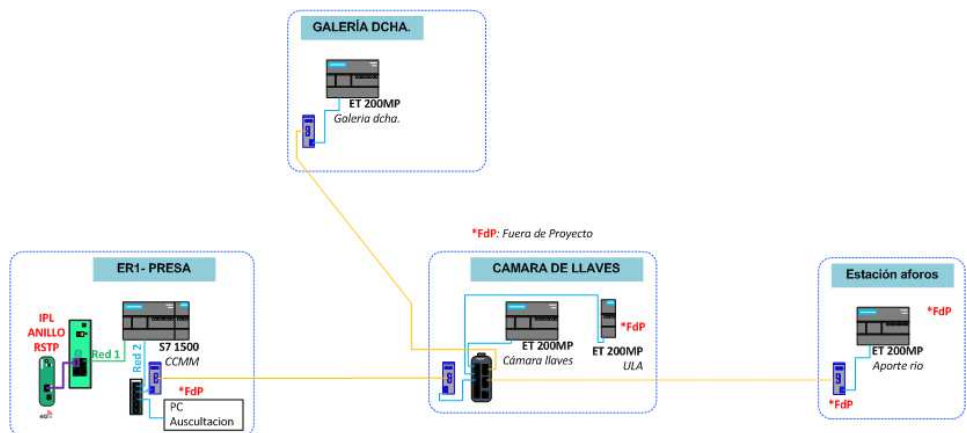 GALERÍA DCHA.
ET 200MP
Galeria dcha.
*FdP: Fuera de Proyecto
ER1- PRESA
IPL
ANILLO
RSTP
Red 1
S7 1500
CCMM
Red 2
*FdP
PC
Auscultacion
CAMARA DE LLAVES
ET 200MP
Cámara llaves
*FdP
ET 200MP
ULA
Estación aforos
*FdP
ET 200MP
Aporte rio
*FdP